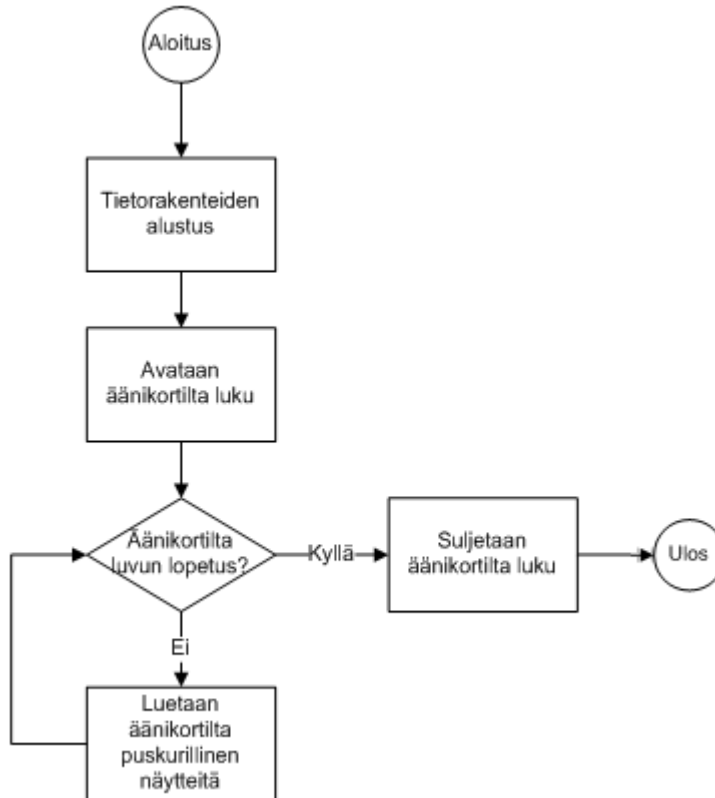 Aloitus
Tietorakenteiden
alustus
Avataan
äänikortilta luku
Äänikortilta
luvun lopetus?
Kyllä
Suljetaan
äänikortilta luku
Ulos
Ei
Luetaan
äänikortilta
puskurillinen
näytteitä